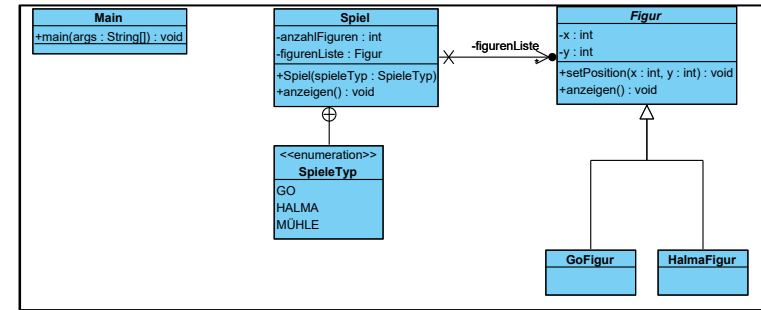 Main
+main(args : String[]) : void
Spiel
-anzahlFiguren : int
-figurenListe : Figur
+Spiel(spieleTyp : SpieleTyp)
+anzeigen() : void
-figurenListe
*
Figur
-x : int
-y : int
+setPosition(x : int, y : int) : void
+anzeigen() : void
<<enumeration>>
SpieleTyp
GO
HALMA
MÜHLE
GoFigur
HalmaFigur